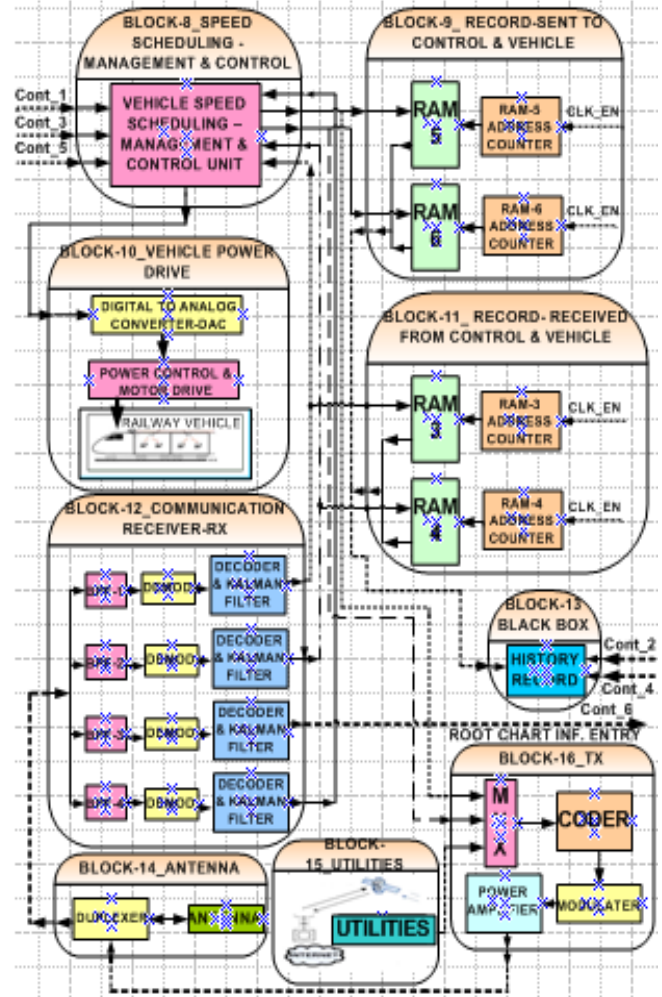 BLOCK-8_SPEED
SCHEDULING -
MANAGEMENT & CONTROL
Cont_1
Cont_3
Cont_5
VEHICLE SPEED
SCHEDULING –
MANAGEMENT &
CONTROL UNIT
BLOCK-9_ RECORD-SENT TO
CONTROL & VEHICLE
RAM
5
RAM-5
ADDRESS
COUNTER
CLK_EN
RAM
6
RAM-6
ADDRESS
COUNTER
CLK_EN
BLOCK-10_VEHICLE POWER
DRIVE
DIGITAL TO ANALOG
CONVERTER-DAC
POWER CONTROL &
MOTOR DRIVE
RAILWAY VEHICLE
BLOCK-11_ RECORD- RECEIVED
FROM CONTROL & VEHICLE
RAM
3
RAM-3
ADDRESS
COUNTER
CLK_EN
RAM
4
RAM-4
ADDRESS
COUNTER
CLK_EN
BLOCK-12_COMMUNICATION
RECEIVER-RX
DECODER
& KALMAN
FILTER
DECODER
& KALMAN
FILTER
DECODER
& KALMAN
FILTER
DECODER
& KALMAN
FILTER
BLOCK-13
BLACK BOX
HISTORY
RECORD
Cont_2
Cont_4
Cont_6
ROOT CHART INF. ENTRY
BLOCK-16_TX
M
X
CODER
POWER
AMPLIFIER
MODULATER
BLOCK-14_ANTENNA
DUPLEXER
ANTENNA
BLOCK-
15_UTILITIES
INTERNET
UTILITIES